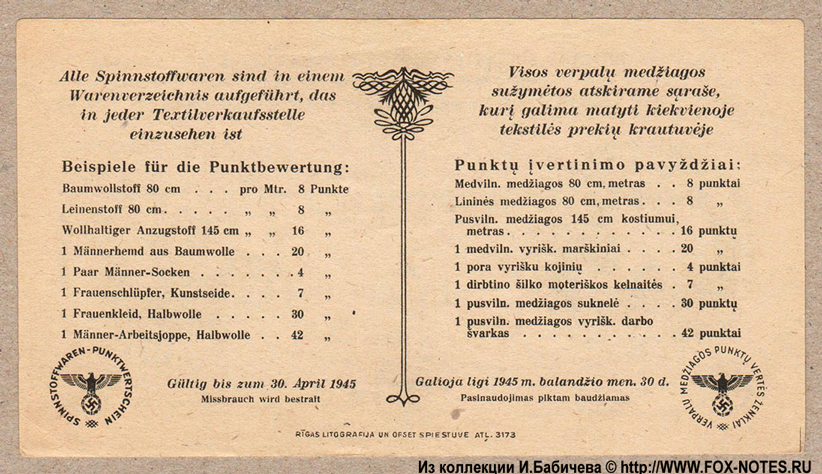 Alle Spinnstoffwaren sind in einem
Warenverzeichnis aufgeführt, das
in jeder Textilverkaufsstelle
einzusehen ist
Beispiele für die Punktbewertung:
Baumwollstoff 80 cm . . . pro Mtr. 8 Punkte
Leinenstoff 80 cm . . . . . „ „ 8 „
Wollhaltiger Anzugstoff 145 cm „ „ 16 „
1 Männerhemd aus Baumwolle . . . 20 „
1 Paar Männer-Socken . . . . . . . 4 „
1 Frauenschlüpfer, Kunstseide . . . . 7 „
1 Frauenkleid, Halbwolle . . . . 30 „
1 Männer-Arbeitsjoppe, Halbwolle . . 42 „
SPINNSTOFFWAREN-PUNKTWERTSCHEIN
Gültig bis zum 30. April 1945
Missbrauch wird bestralt
Visos verpalų medžiagos
sužymėtos atskirame sąraše,
kurį galima matyti kiekvienoje
tekstilės prekių krautuvėje
Punktų įvertinimo pavyždžiai:
Medviln. medžiagos 80 cm, metras . . 8 punktai
Lininės medžiagos 80 cm, metras . . . 8 „
Pusviln. medžiagos 145 cm kostiumui,
metras . . . . . . . . . . . . 16 punktų
1 medviln. vyrišk. marškiniai . . . 20 „
1 pora vyrišku kojinių . . . . . . 4 punktai
1 dirbtino šilko mọteriškos kelnaitės . 7 „
1 pusviln. medžiagos suknelė . . 30 punktų
1 pusviln. medžiagos vyrišk. darbo
švarkas . . . . . . . . . . . . 42 punktai
Galioja ligi 1945 m. balandžio men. 30 d.
Pasinaudojimas piktam baudžiamas
VERPALŲ MEDŽIAGOS PUNKTŲ VERTĖS ŽENKLAI
RĪGAS LITOGRAFIJA UN OFSET SPIESTUVE ATĻ. 3173
Из коллекции И.Бабичева © http://WWW.FOX-NOTES.RU